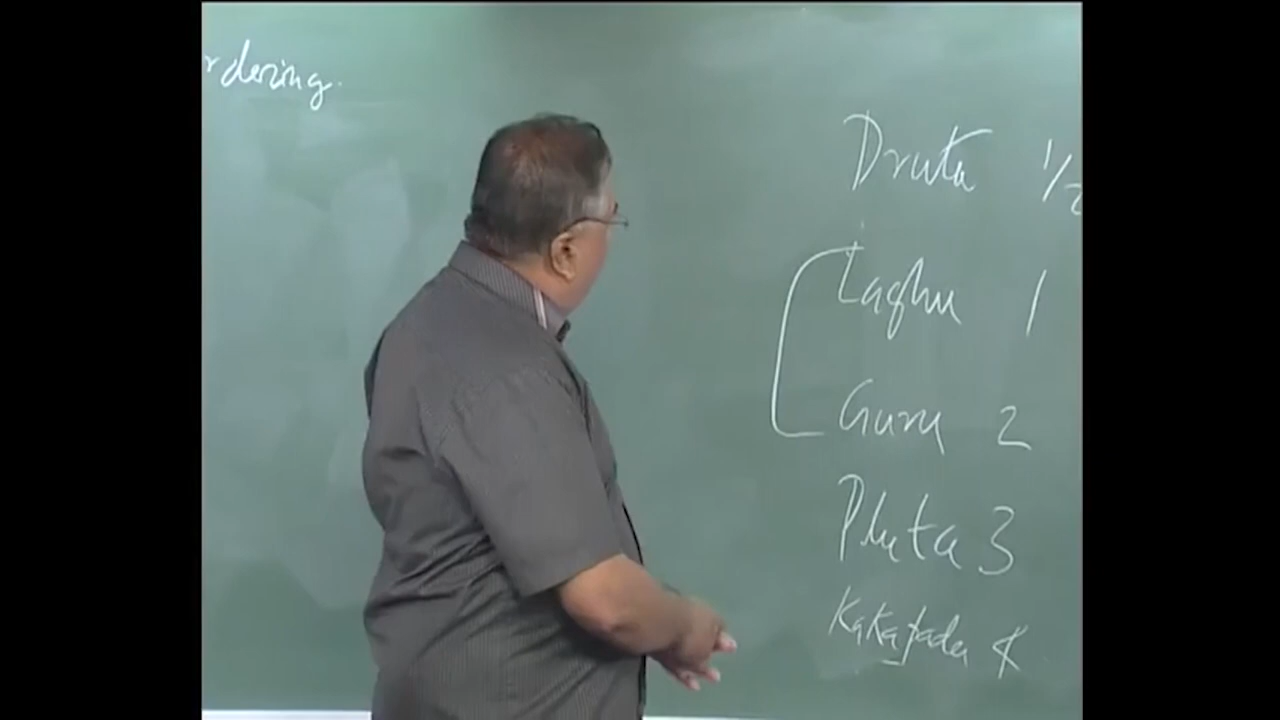 rdering.
Druta 1/2
Laghu 1
Guru 2
Pluta 3
Kakapada 4